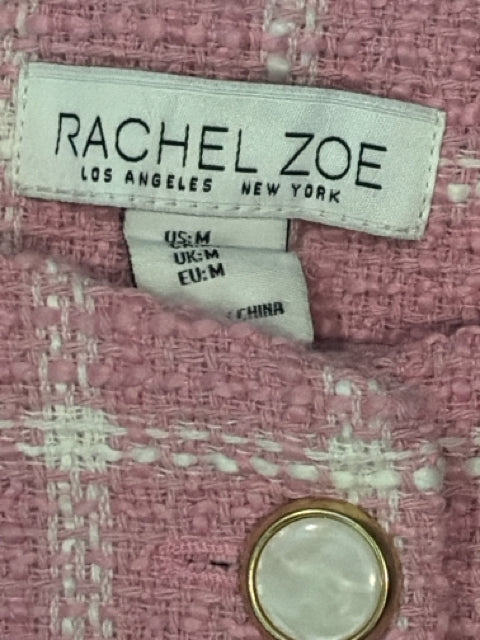 RACHEL ZOE
LOS ANGELES NEW YORK
US:M
UK:M
EU:M
CHINA